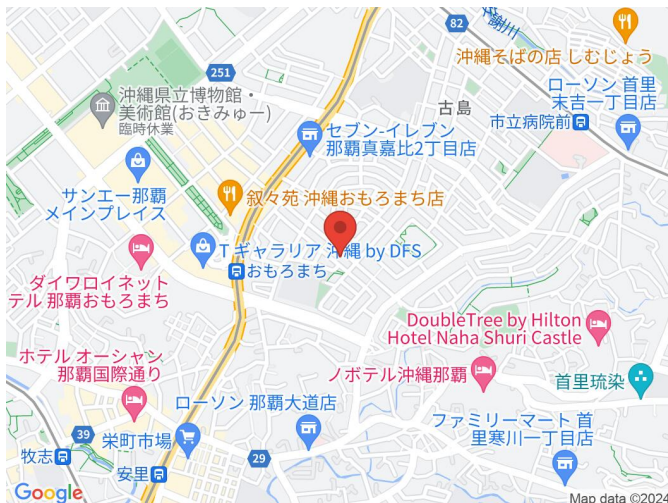 82
本謝川
沖縄そばの店 しむじょう
251
沖縄県立博物館・
美術館(おきみゅー)
臨時休業
古島
ローソン 首里
末吉一丁目店
市立病院前
セブン-イレブン
那覇真嘉比2丁目店
サンエー那覇
メインプレイス
叙々苑 沖縄おもろまち店
Tギャラリア 沖縄 by DFS
おもろまち
ダイワロイネット
テル 那覇おもろまち
DoubleTree by Hilton
Hotel Naha Shuri Castle
ホテル オーシャン
那覇国際通り
ノボテル沖縄那覇
首里琉染
ローソン 那覇大道店
39
栄町市場
ファミリーマート 首
里寒川一丁目店
29
牧志
安里
Google
Map data ©2024